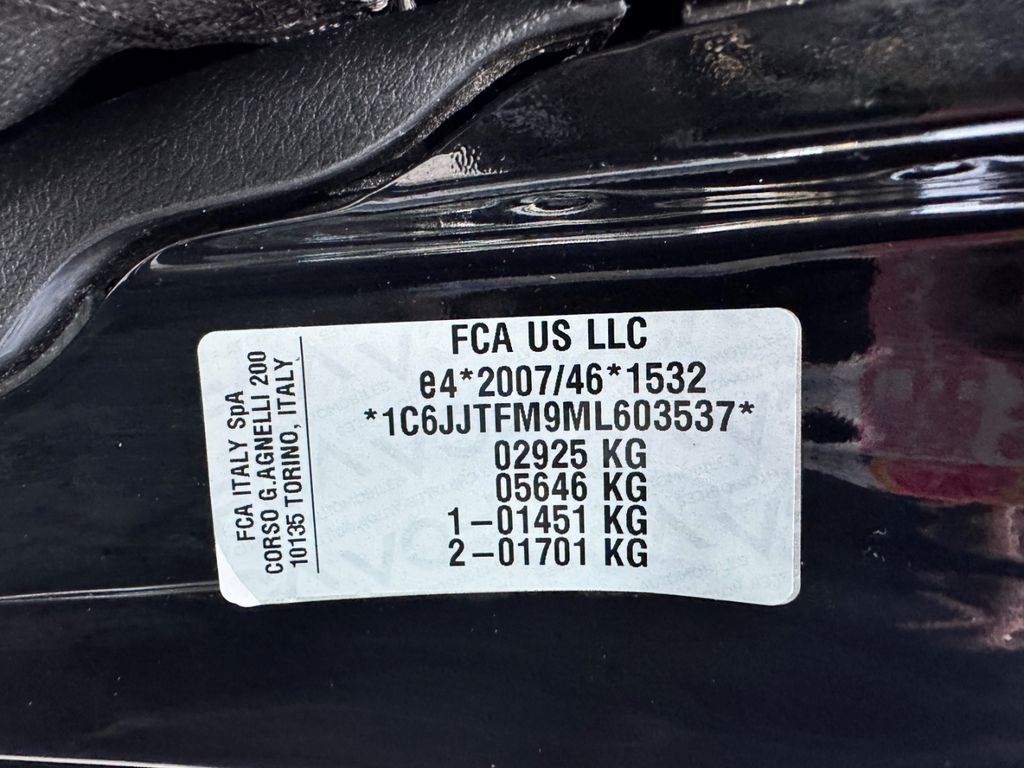 FCA US LLC
e4*2007/46*1532
*1C6JJTFM9ML603537*
02925 KG
05646 KG
1-01451 KG
2-01701 KG
FCA ITALY SpA
CORSO G.AGNELLI 200
10135 TORINO, ITALY